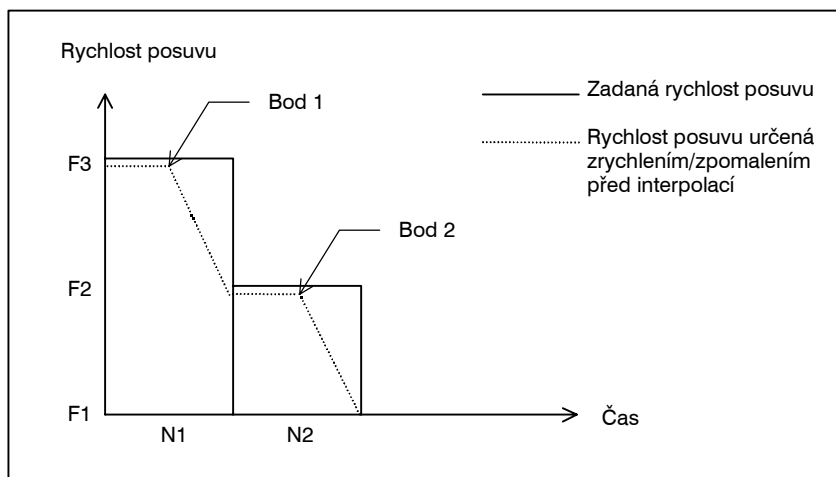 Rychlost posuvu
Bod 1
Zadaná rychlost posuvu
Rychlost posuvu určená
zrychlením/zpomalením
před interpolací
F3
Bod 2
F2
F1
Čas
N1
N2